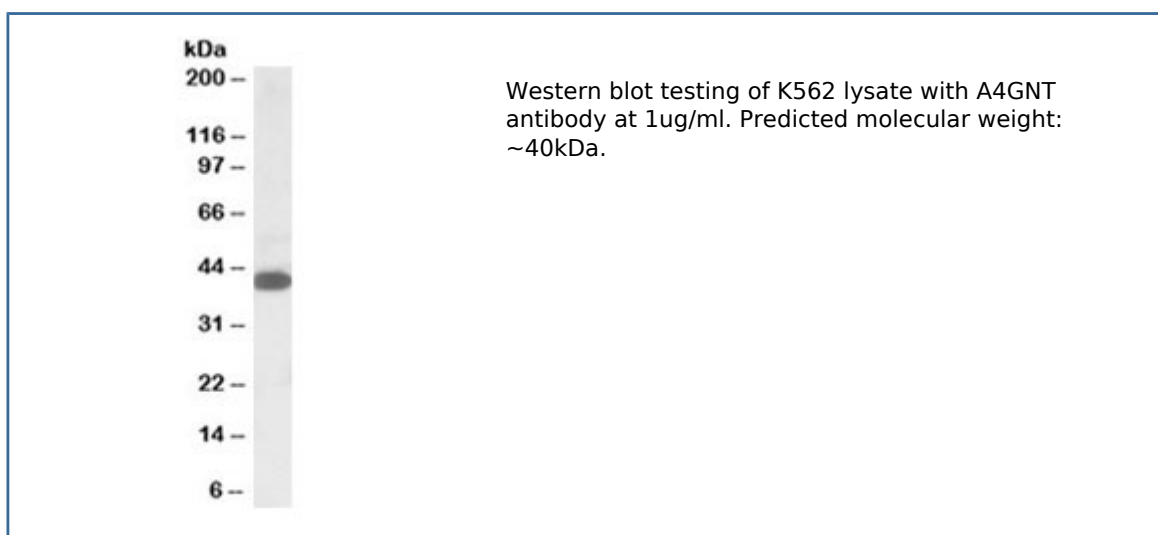 kDa
200 --
116 --
97 --
66 --
44 --
31 --
22 --
14 --
6 --
Western blot testing of K562 lysate with A4GNT
antibody at 1ug/ml. Predicted molecular weight:
~40kDa.